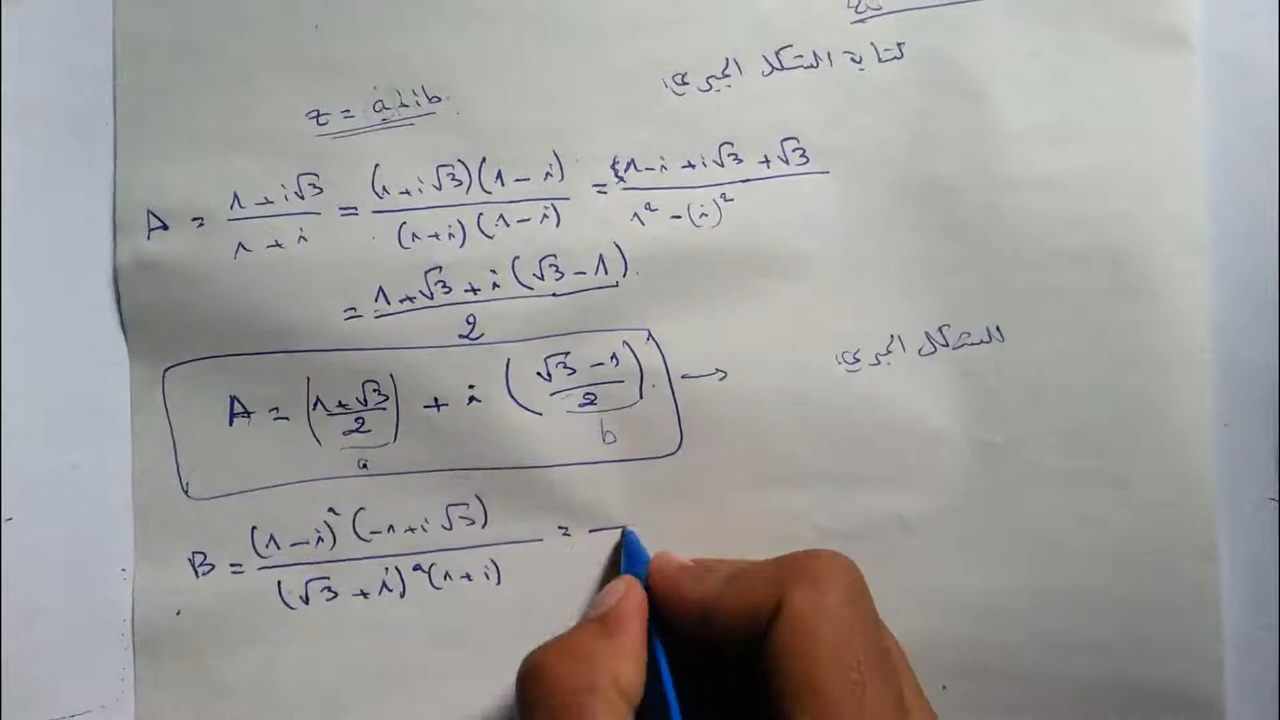 كتابة الشكل الجبري:
z = a+ib
A = (1+i√3)/(1+i) = ((1+i√3)(1-i))/((1+i)(1-i)) = (1-i+i√3+√3)/(1²-(i)²)
= (1+√3+i(√3-1))/2
A = ((1+√3)/2) + i((√3-1)/2) → الشكل الجبري
a b
B = ((1-i)²(-1+i√3))/((√3+i)²(1+i)) =